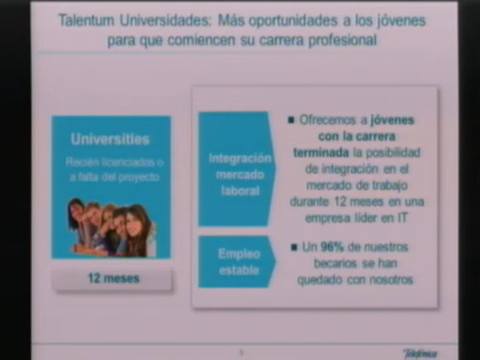 Talentum Universidades: Más oportunidades a los jóvenes
para que comiencen su carrera profesional
Universities
Recién licenciados o
a falta del proyecto
12 meses
Integración
mercado
laboral
■ Ofrecemos a jóvenes
con la carrera
terminada la posibilidad
de integración en el
mercado de trabajo
durante 12 meses en una
empresa líder en IT
Empleo
estable
■ Un 96% de nuestros
becarios se han
quedado con nosotros
5
Telefónica